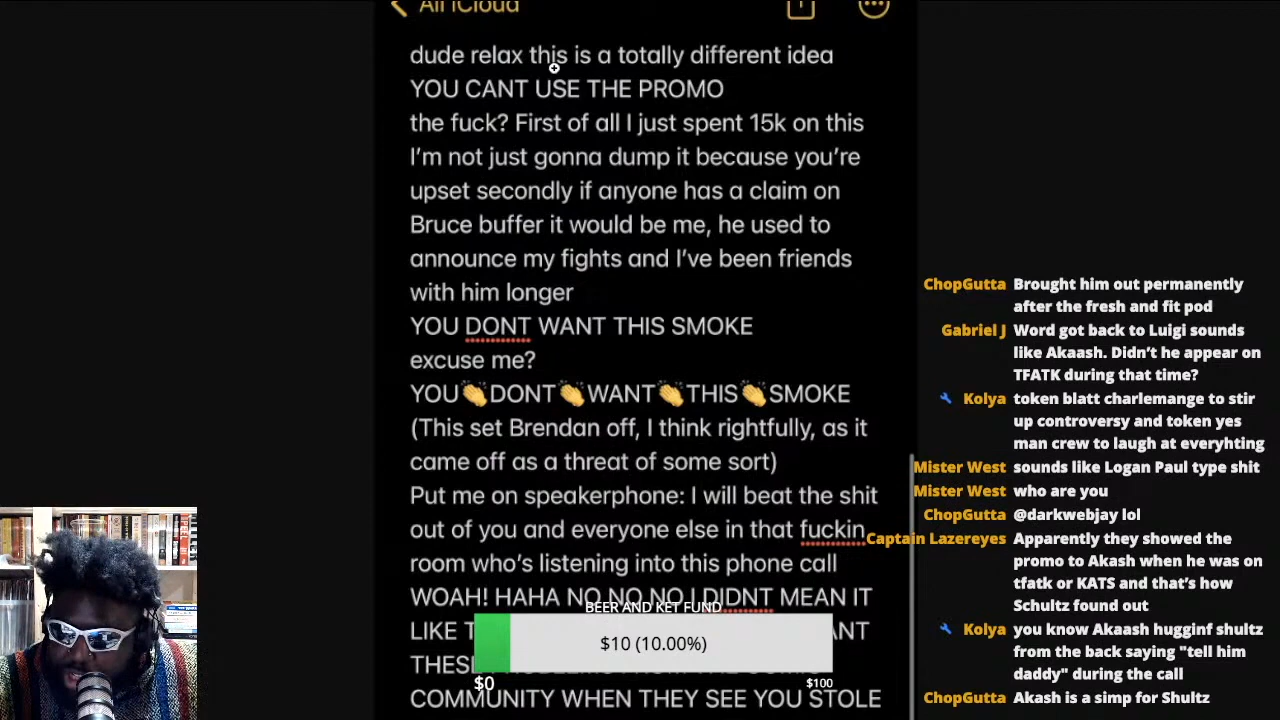 All iCloud
dude relax this is a totally different idea
YOU CANT USE THE PROMO
the fuck? First of all I just spent 15k on this
I'm not just gonna dump it because you're
upset secondly if anyone has a claim on
Bruce buffer it would be me, he used to
announce my fights and I've been friends
with him longer
YOU DONT WANT THIS SMOKE
excuse me?
YOU👏DONT👏WANT👏THIS👏SMOKE
(This set Brendan off, I think rightfully, as it
came off as a threat of some sort)
Put me on speakerphone: I will beat the shit
out of you and everyone else in that fuckin
room who's listening into this phone call
WOAH! HAHA NO NO NO I DIDNT MEAN IT
LIKE
COMMUNITY WHEN THEY SEE YOU STOLE
BEER AND KET FUND
$10 (10.00%)
$0
$100
ChopGutta Brought him out permanently
after the fresh and fit pod
Gabriel J Word got back to Luigi sounds
like Akaash. Didn't he appear on
TFATK during that time?
Kolya token blatt charlemange to stir
up controversy and token yes
man crew to laugh at everyhting
Mister West sounds like Logan Paul type shit
Mister West who are you
ChopGutta @darkwebjay lol
Captain Lazereyes Apparently they showed the
promo to Akash when he was on
tfatk or KATS and that's how
Schultz found out
Kolya you know Akaash hugginf shultz
from the back saying "tell him
daddy" during the call
ChopGutta Akash is a simp for Shultz